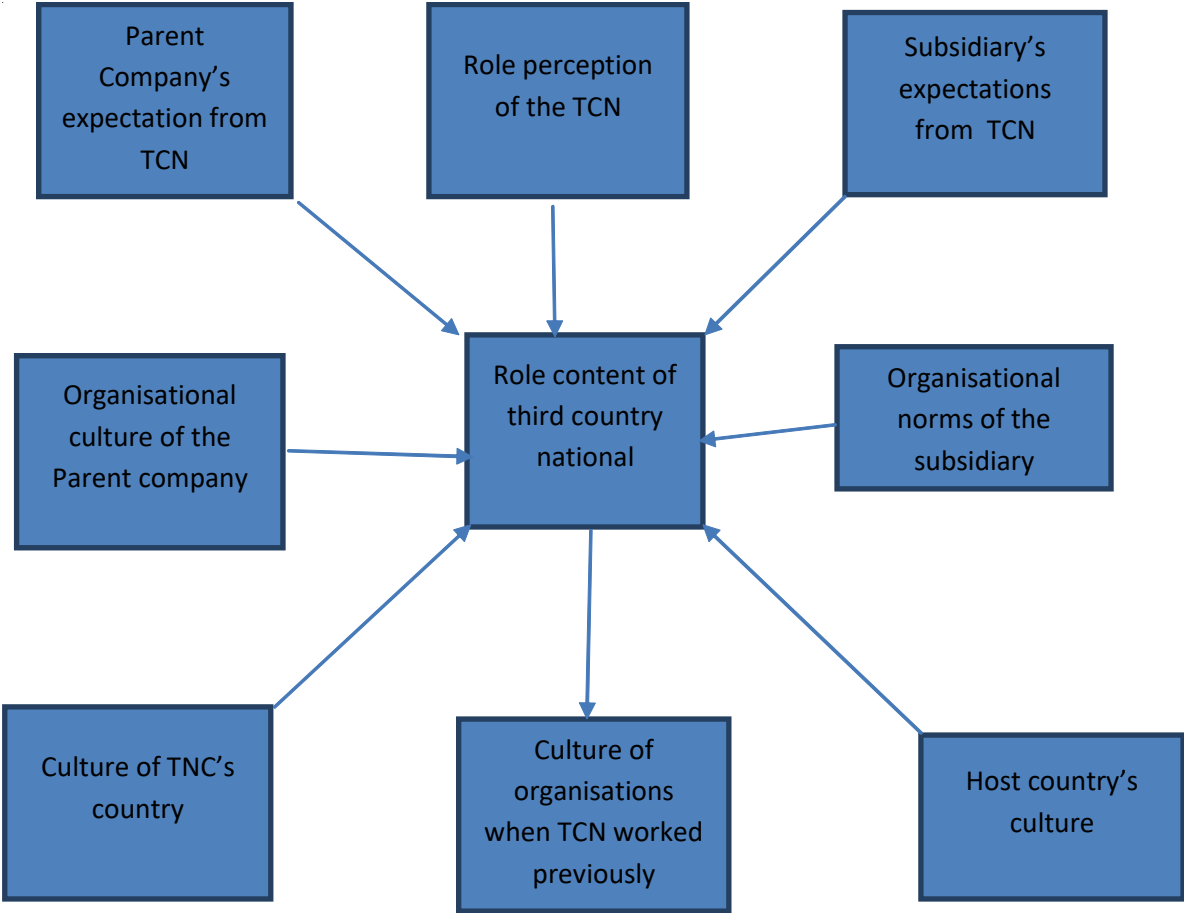 Parent
Company’s
expectation from
TCN
Role perception
of the TCN
Subsidiary’s
expectations
from TCN
Organisational
culture of the
Parent company
Role content of
third country
national
Organisational
norms of the
subsidiary
Culture of TNC’s
country
Culture of
organisations
when TCN worked
previously
Host country’s
culture